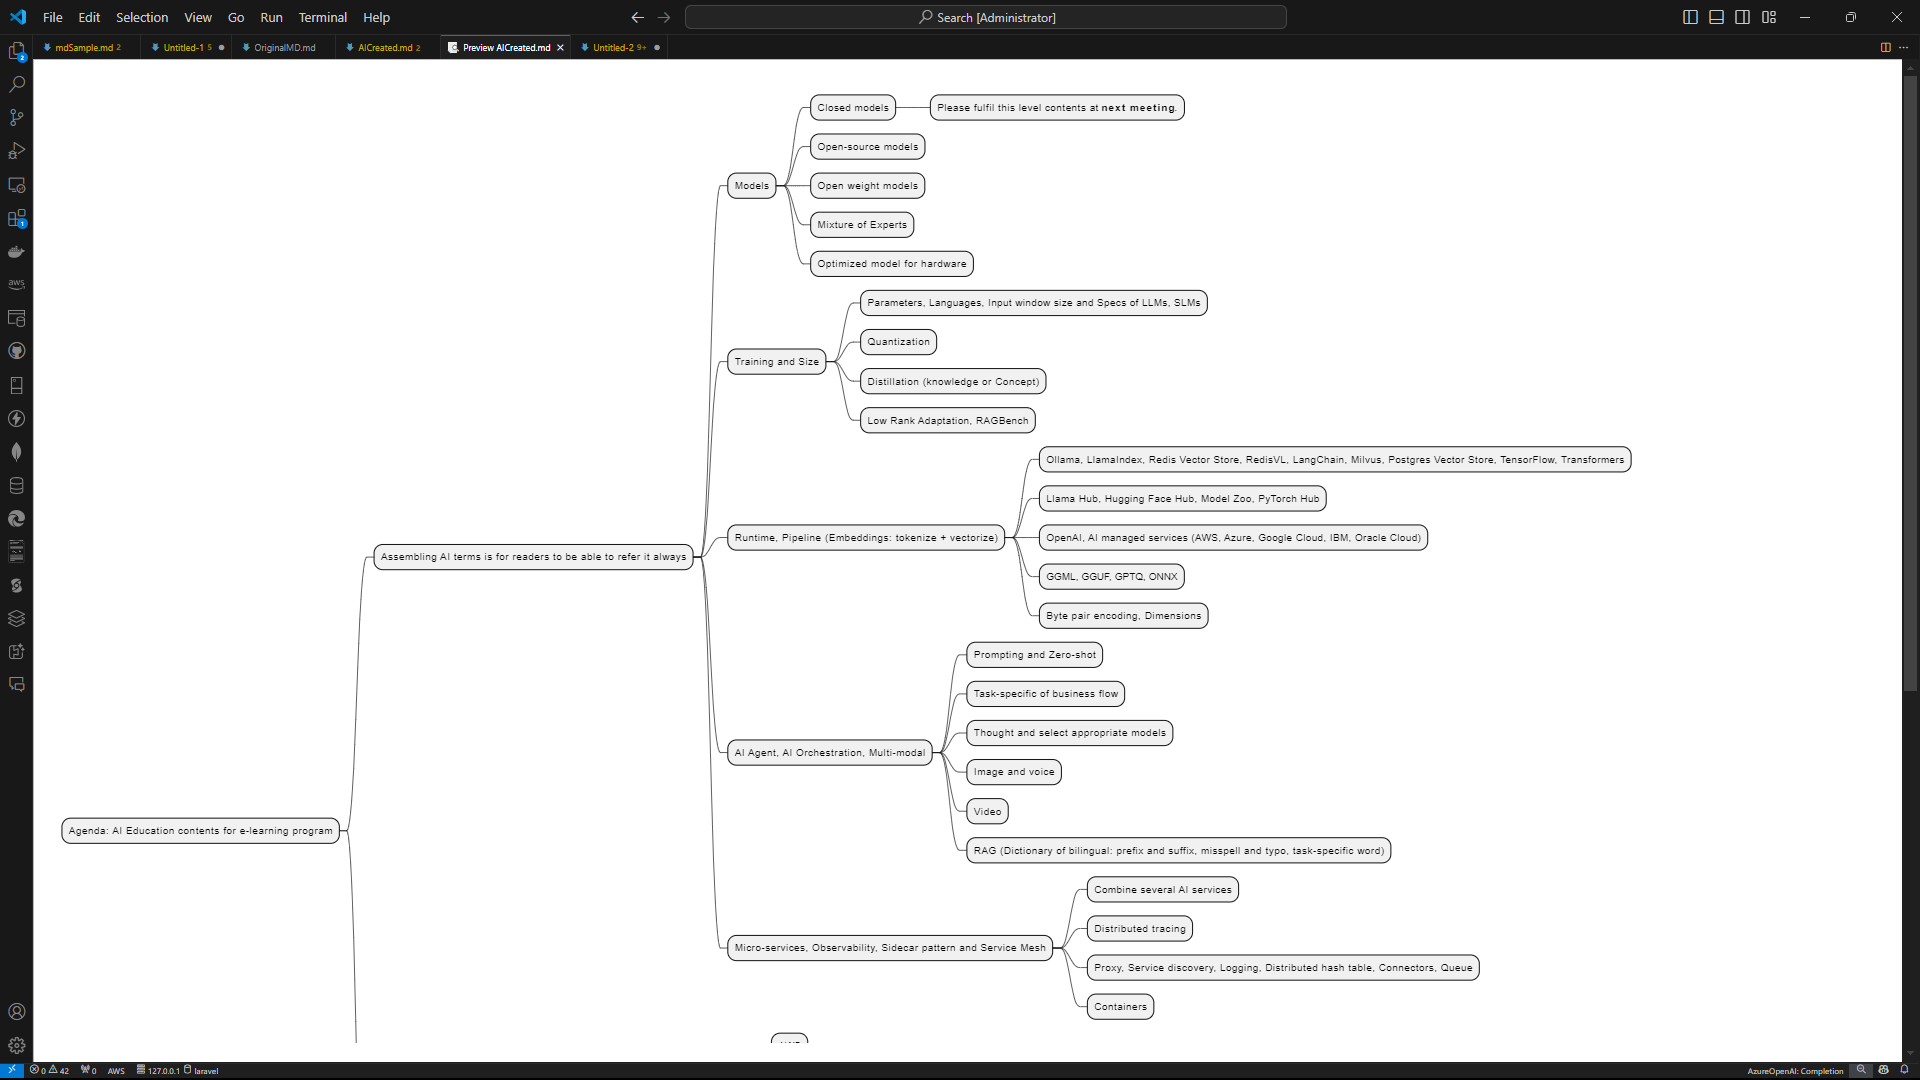 File Edit Selection View Go Run Terminal Help
Search [Administrator]
mdSample.md 2
Untitled-1 5
OriginalMD.md
AICreated.md 2
Preview AICreated.md
Untitled-2 9+
Closed models
Please fulfil this level contents at next meeting.
Open-source models
Models
Open weight models
Mixture of Experts
Optimized model for hardware
Parameters, Languages, Input window size and Specs of LLMs, SLMs
Quantization
Training and Size
Distillation (knowledge or Concept)
Low Rank Adaptation, RAGBench
Ollama, LlamaIndex, Redis Vector Store, RedisVL, LangChain, Milvus, Postgres Vector Store, TensorFlow, Transformers
Llama Hub, Hugging Face Hub, Model Zoo, PyTorch Hub
Runtime, Pipeline (Embeddings: tokenize + vectorize)
OpenAI, AI managed services (AWS, Azure, Google Cloud, IBM, Oracle Cloud)
Assembling AI terms is for readers to be able to refer it always
GGML, GGUF, GPTQ, ONNX
Byte pair encoding, Dimensions
Prompting and Zero-shot
Task-specific of business flow
Thought and select appropriate models
AI Agent, AI Orchestration, Multi-modal
Image and voice
Video
Agenda: AI Education contents for e-learning program
RAG (Dictionary of bilingual: prefix and suffix, misspell and typo, task-specific word)
Combine several AI services
Distributed tracing
Micro-services, Observability, Sidecar pattern and Service Mesh
Proxy, Service discovery, Logging, Distributed hash table, Connectors, Queue
Containers
aws
2
1
0 42 0 AWS 127.0.0.1 laravel
AzureOpenAI: Completion